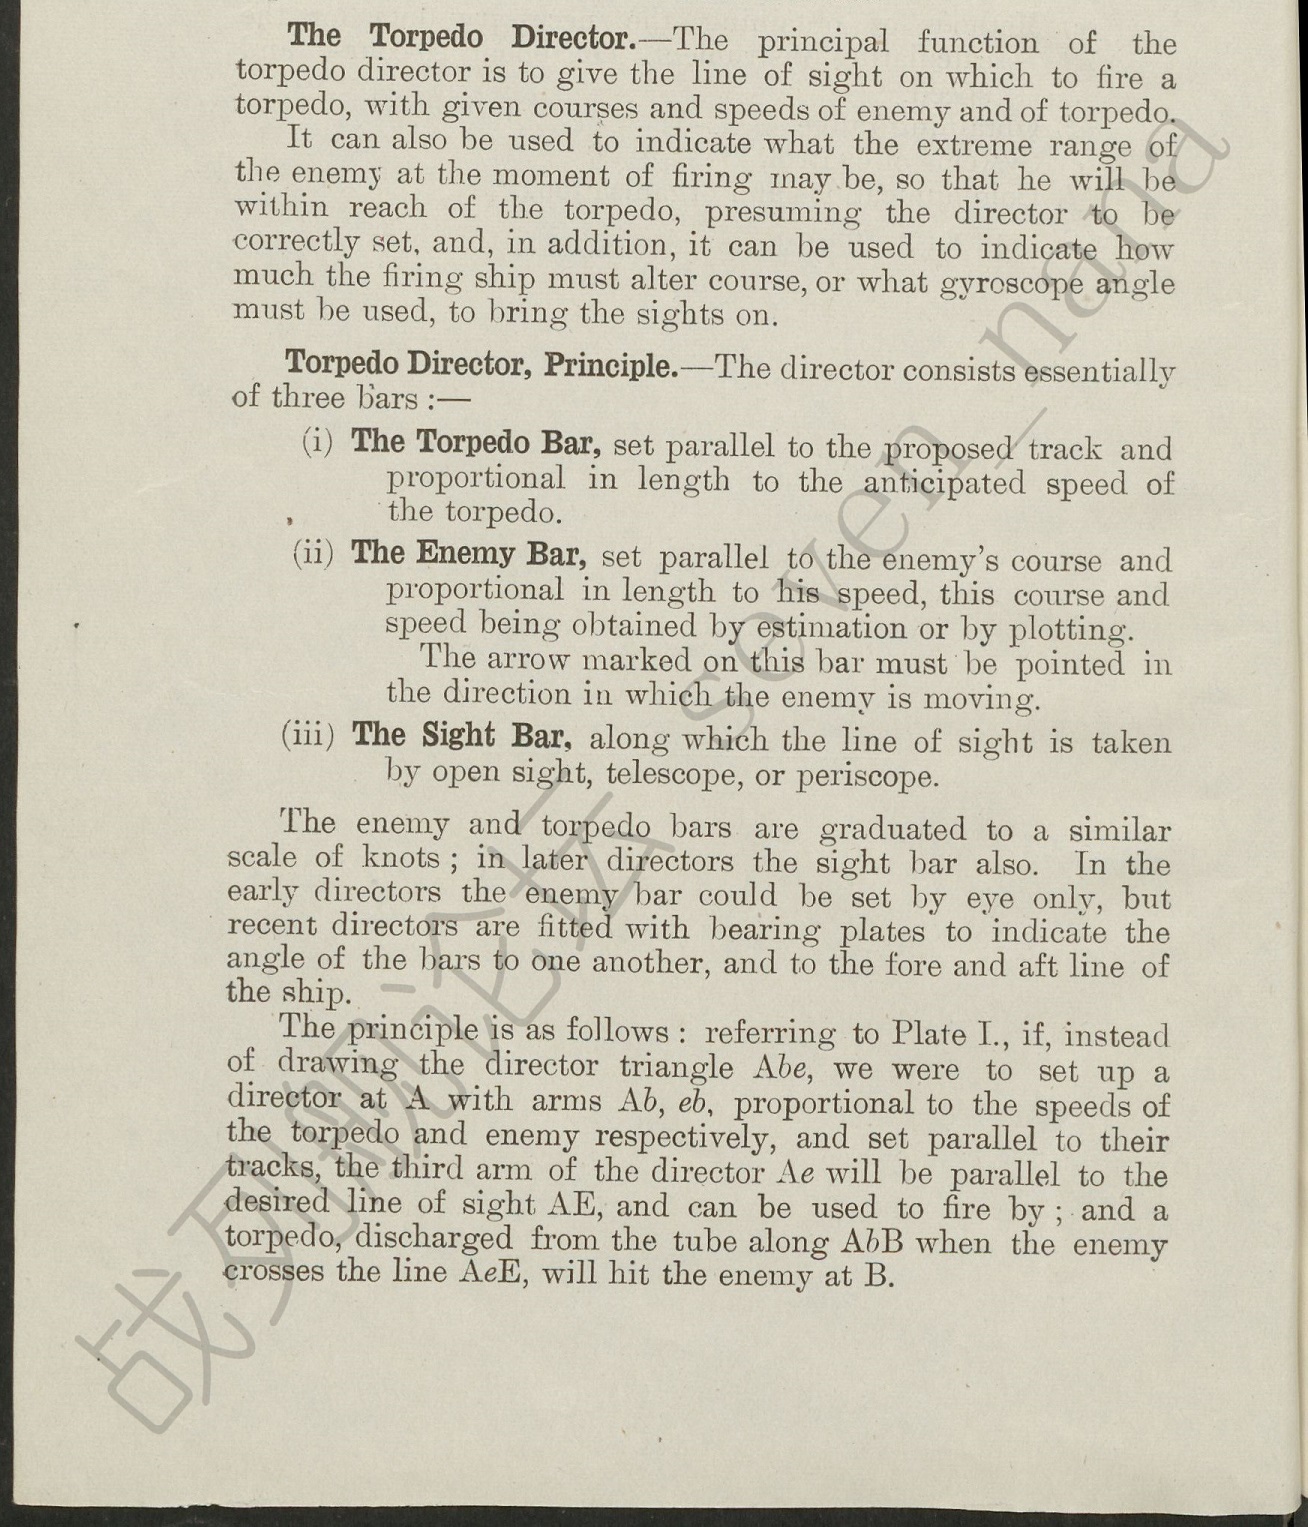 The Torpedo Director.—The principal function of the
torpedo director is to give the line of sight on which to fire a
torpedo, with given courses and speeds of enemy and of torpedo.
It can also be used to indicate what the extreme range of
the enemy at the moment of firing may be, so that he will be
within reach of the torpedo, presuming the director to be
correctly set, and, in addition, it can be used to indicate how
much the firing ship must alter course, or what gyroscope angle
must be used, to bring the sights on.
Torpedo Director, Principle.—The director consists essentially
of three bars :—
(i) The Torpedo Bar, set parallel to the proposed track and
proportional in length to the anticipated speed of
the torpedo.
(ii) The Enemy Bar, set parallel to the enemy's course and
proportional in length to his speed, this course and
speed being obtained by estimation or by plotting.
The arrow marked on this bar must be pointed in
the direction in which the enemy is moving.
(iii) The Sight Bar, along which the line of sight is taken
by open sight, telescope, or periscope.
The enemy and torpedo bars are graduated to a similar
scale of knots ; in later directors the sight bar also. In the
early directors the enemy bar could be set by eye only, but
recent directors are fitted with bearing plates to indicate the
angle of the bars to one another, and to the fore and aft line of
the ship.
The principle is as follows : referring to Plate I., if, instead
of drawing the director triangle Abe, we were to set up a
director at A with arms Ab, eb, proportional to the speeds of
the torpedo and enemy respectively, and set parallel to their
tracks, the third arm of the director Ae will be parallel to the
desired line of sight AE, and can be used to fire by ; and a
torpedo, discharged from the tube along AbB when the enemy
crosses the line AeE, will hit the enemy at B.
战列舰论坛_seven_nana